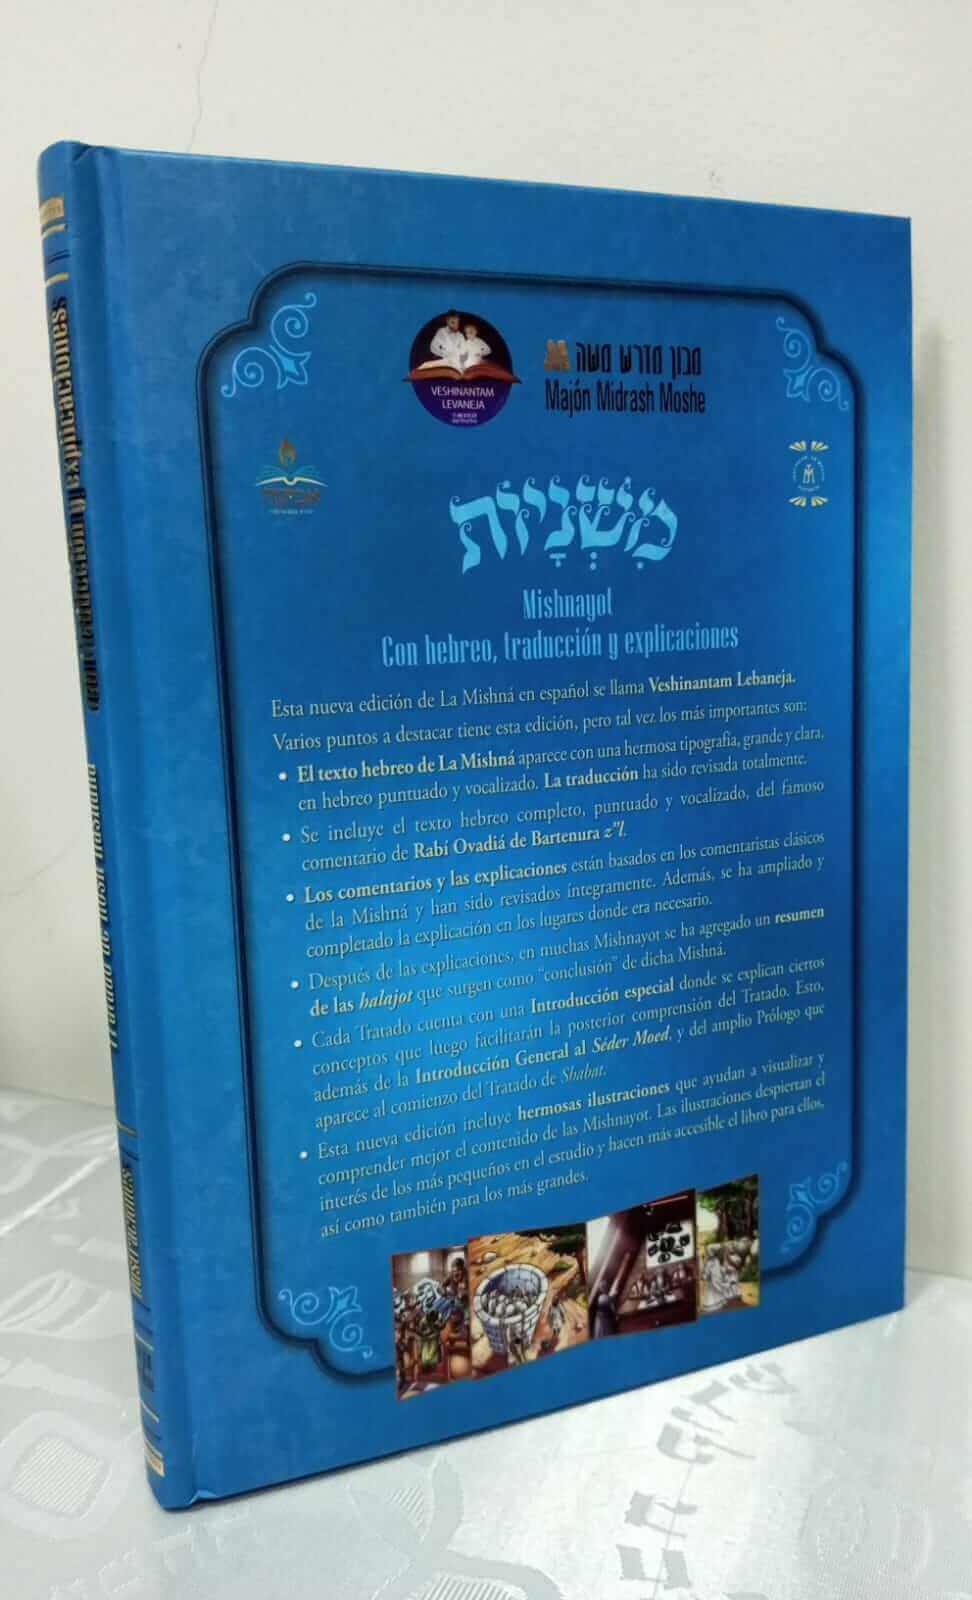 VESHINANTAM
LEVANEJA
מכון מדרש משה
Majón Midrash Moshe
מִשְׁנָיוֹת
Mishnayot
Con hebreo, traducción y explicaciones
Esta nueva edición de La Mishná en español se llama Veshinantam Lebaneja.
Varios puntos a destacar tiene esta edición, pero tal vez los más importantes son:
• El texto hebreo de La Mishná aparece con una hermosa tipografía, grande y clara,
en hebreo puntuado y vocalizado. La traducción ha sido revisada totalmente.
• Se incluye el texto hebreo completo, puntuado y vocalizado, del famoso
comentario de Rabí Ovadiá de Bartenura z"l.
• Los comentarios y las explicaciones están basados en los comentaristas clásicos
de la Mishná y han sido revisados íntegramente. Además, se ha ampliado y
completado la explicación en los lugares donde era necesario.
• Después de las explicaciones, en muchas Mishnayot se ha agregado un resumen
de las halajot que surgen como "conclusión" de dicha Mishná.
• Cada Tratado cuenta con una Introducción especial donde se explican ciertos
conceptos que luego facilitarán la posterior comprensión del Tratado. Esto,
además de la Introducción General al Séder Moed, y del amplio Prólogo que
aparece al comienzo del Tratado de Shabat.
• Esta nueva edición incluye hermosas ilustraciones que ayudan a visualizar y
comprender mejor el contenido de las Mishnayot. Las ilustraciones despiertan el
interés de los más pequeños en el estudio y hacen más accesible el libro para ellos,
así como también para los más grandes.
Tratado de Rosh Hashaná
traducción y explicaciones